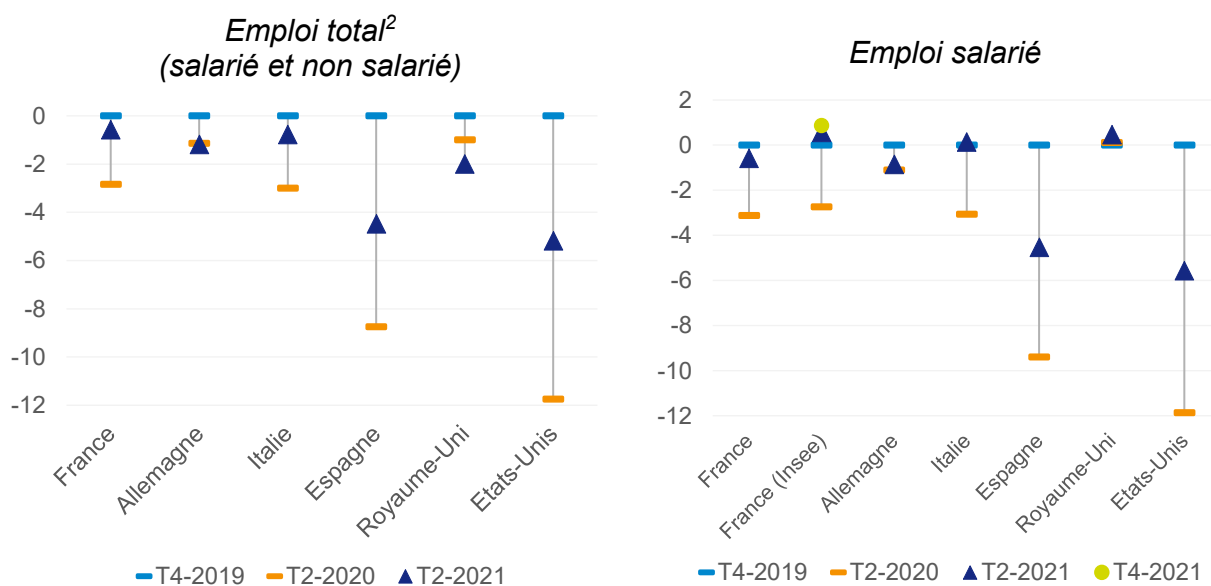 Emploi total²
(salarié et non salarié)
0
-2
-4
-6
-8
-10
-12
France
Allemagne
Italie
Espagne
Royaume-Uni
Etats-Unis
T4-2019 T2-2020 T2-2021
Emploi salarié
2
0
-2
-4
-6
-8
-10
-12
France
France (Insee)
Allemagne
Italie
Espagne
Royaume-Uni
Etats-Unis
T4-2019 T2-2020 T2-2021 T4-2021